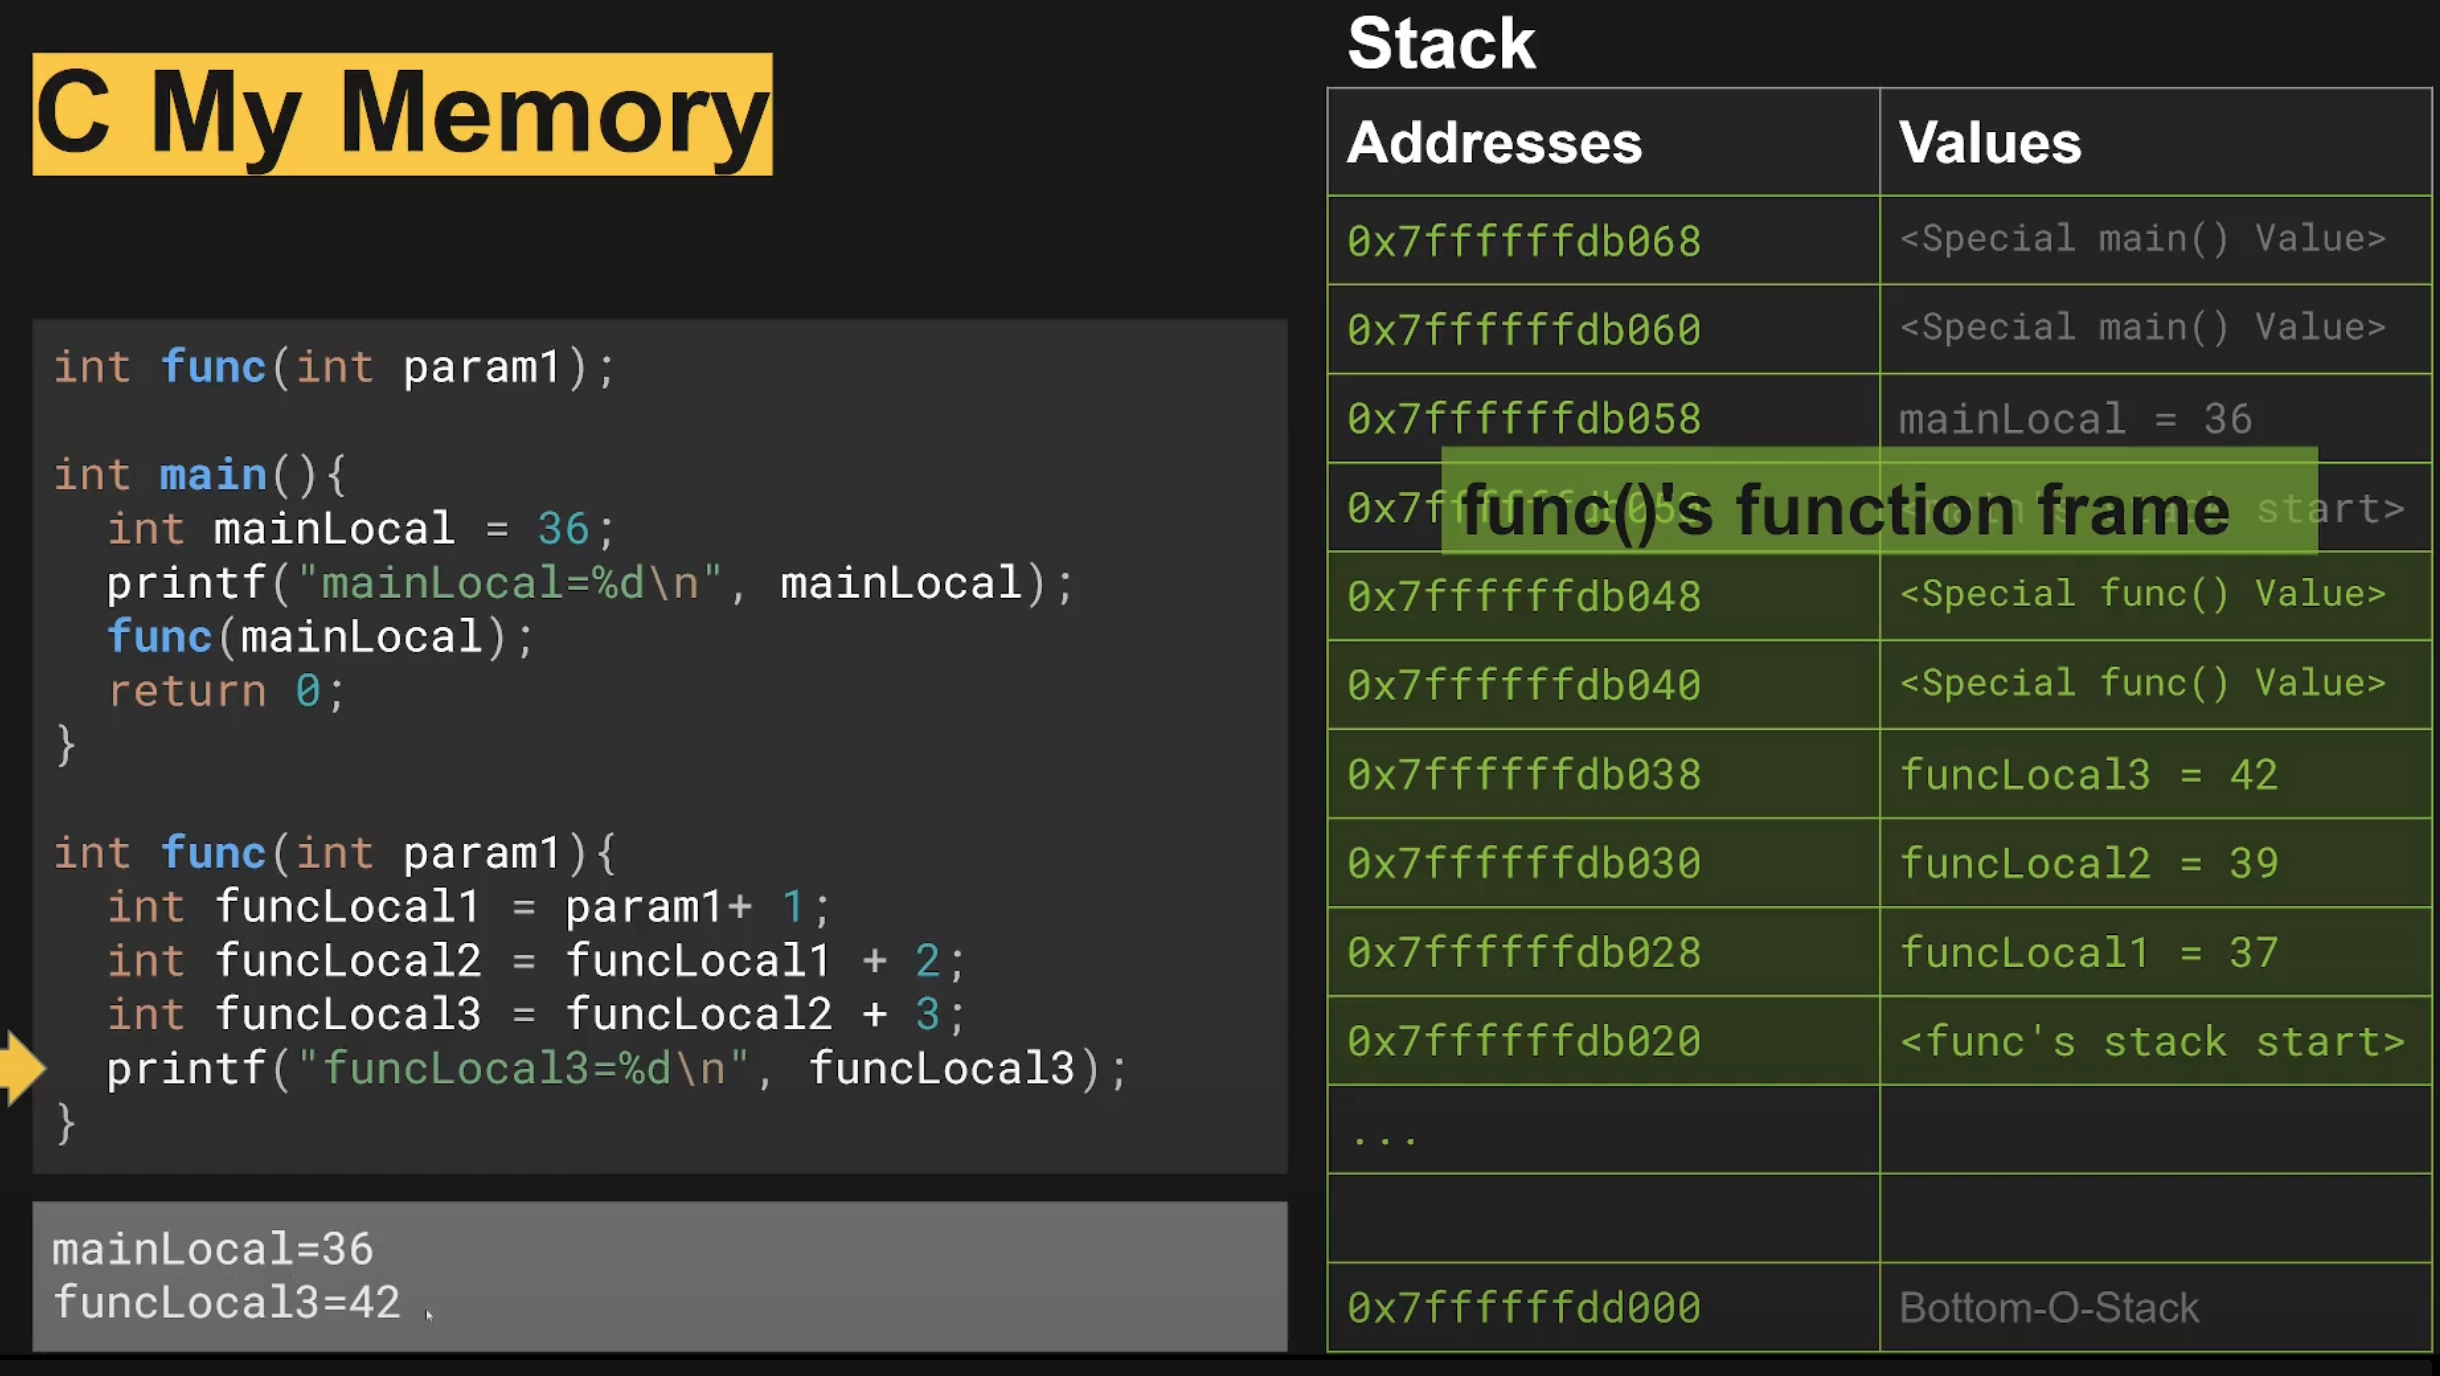 C My Memory
int func(int param1);
int main(){
int mainLocal = 36;
printf("mainLocal=%d\n", mainLocal);
func(mainLocal);
return 0;
}
int func(int param1){
int funcLocal1 = param1+ 1;
int funcLocal2 = funcLocal1 + 2;
int funcLocal3 = funcLocal2 + 3;
printf("funcLocal3=%d\n", funcLocal3);
}
mainLocal=36
funcLocal3=42
Stack
Addresses Values
0x7ffffffdb068 <Special main() Value>
0x7ffffffdb060 <Special main() Value>
0x7ffffffdb058 mainLocal = 36
func()'s function frame
start>
0x7ffffffdb048 <Special func() Value>
0x7ffffffdb040 <Special func() Value>
0x7ffffffdb038 funcLocal3 = 42
0x7ffffffdb030 funcLocal2 = 39
0x7ffffffdb028 funcLocal1 = 37
0x7ffffffdb020 <func's stack start>
...
0x7ffffffdd000 Bottom-O-Stack